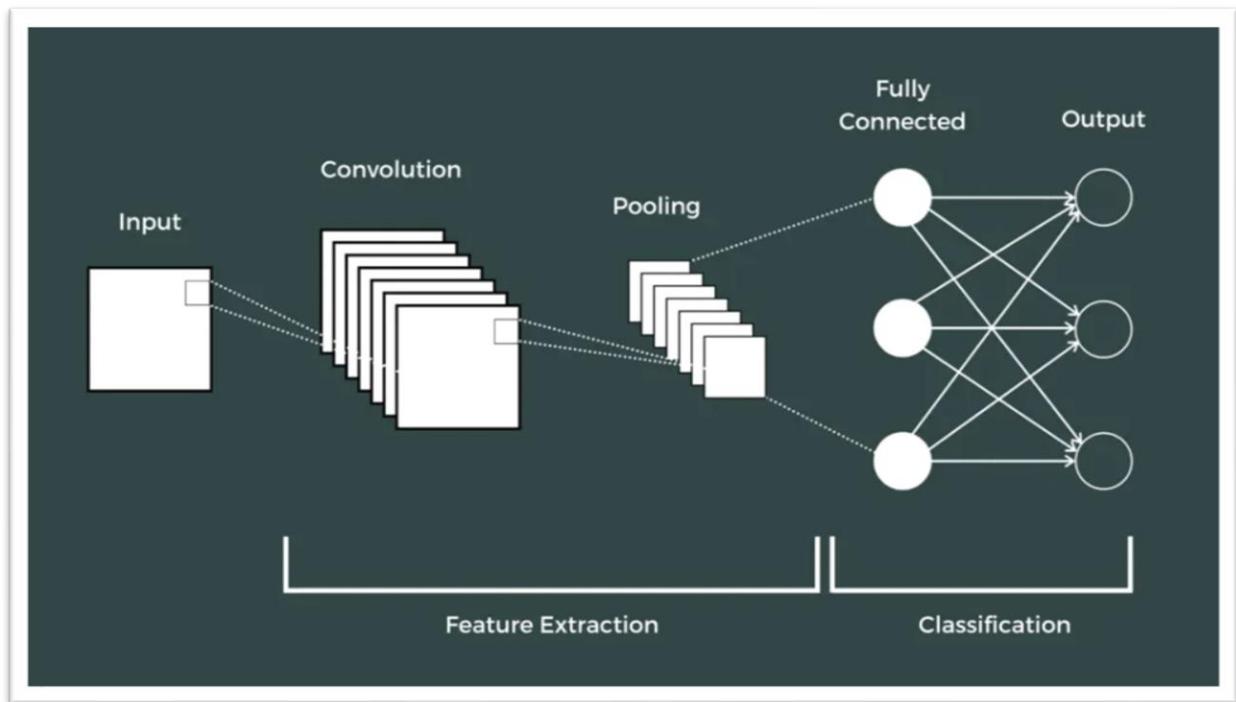 Input
Convolution
Pooling
Fully
Connected
Output
Feature Extraction
Classification